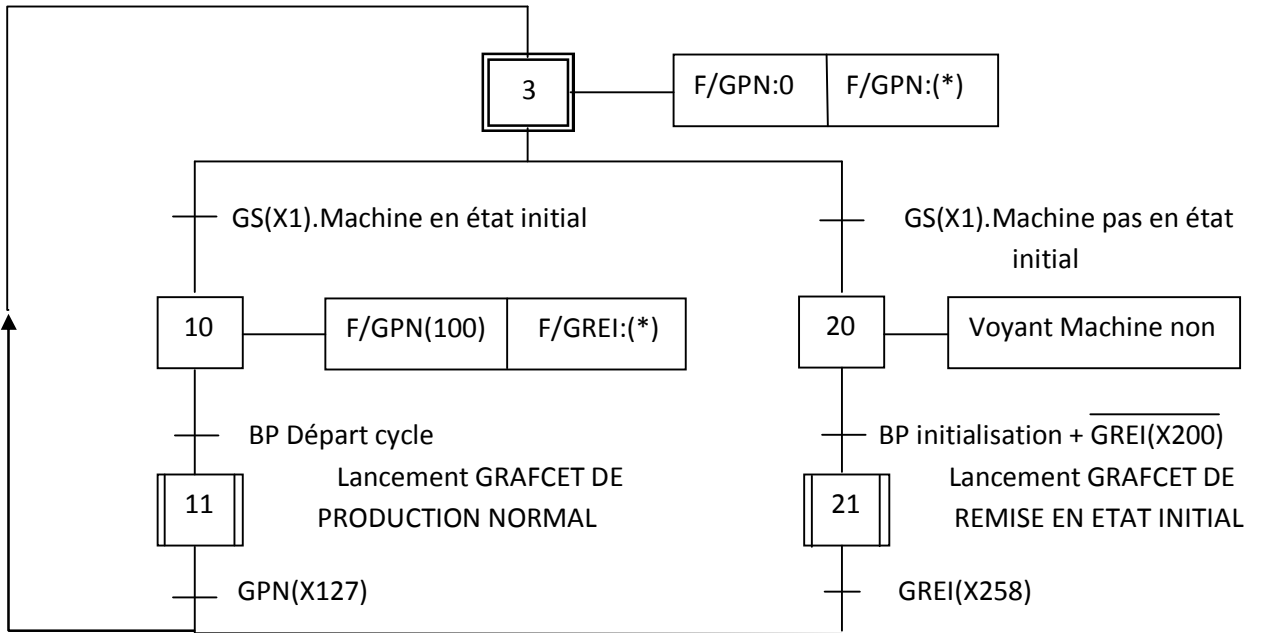 3
F/GPN:0
F/GPN:(*)
GS(X1).Machine en état initial
GS(X1).Machine pas en état
initial
10
F/GPN(100)
F/GREI:(*)
20
Voyant Machine non
BP Départ cycle
BP initialisation + GREI(X200)
11
Lancement GRAFCET DE
PRODUCTION NORMAL
21
Lancement GRAFCET DE
REMISE EN ETAT INITIAL
GPN(X127)
GREI(X258)